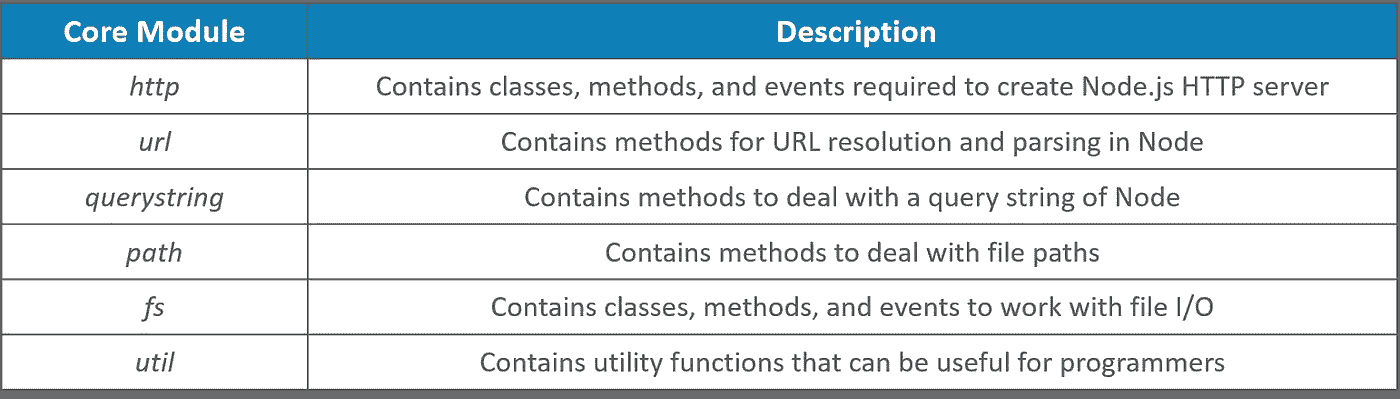 Core Module Description
http Contains classes, methods, and events required to create Node.js HTTP server
url Contains methods for URL resolution and parsing in Node
querystring Contains methods to deal with a query string of Node
path Contains methods to deal with file paths
fs Contains classes, methods, and events to work with file I/O
util Contains utility functions that can be useful for programmers